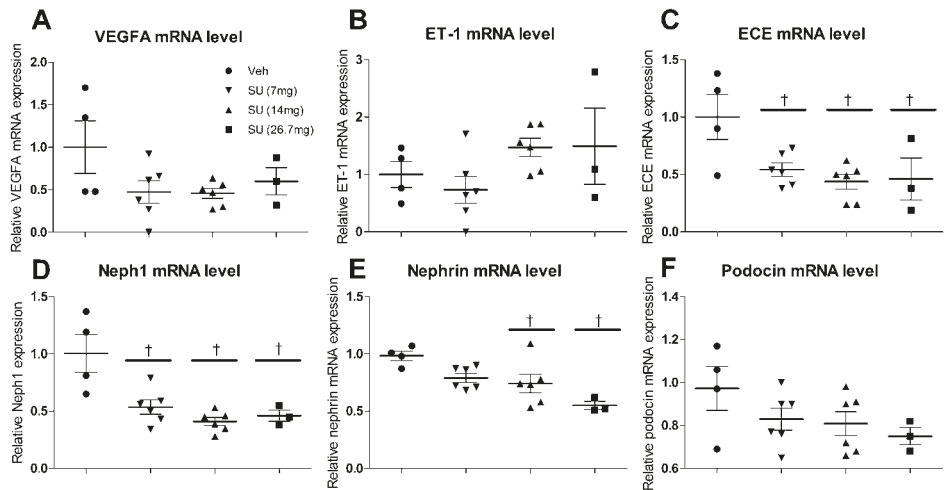 A
VEGFA mRNA level
Relative VEGFA mRNA expression
2.0
1.5
1.0
0.5
0.0
Veh
SU (7mg)
SU (14mg)
SU (26.7mg)
B
ET-1 mRNA level
Relative ET-1 mRNA expression
3
2
1
0
C
ECE mRNA level
Relative ECE mRNA expression
1.5
1.0
0.5
0.0
† † †
D
Neph1 mRNA level
Relative Neph1 expression
1.5
1.0
0.5
0.0
† † †
E
Nephrin mRNA level
Relative nephrin mRNA expression
1.5
1.0
0.5
0.0
† †
F
Podocin mRNA level
Relative podocin mRNA expression
1.4
1.2
1.0
0.8
0.6